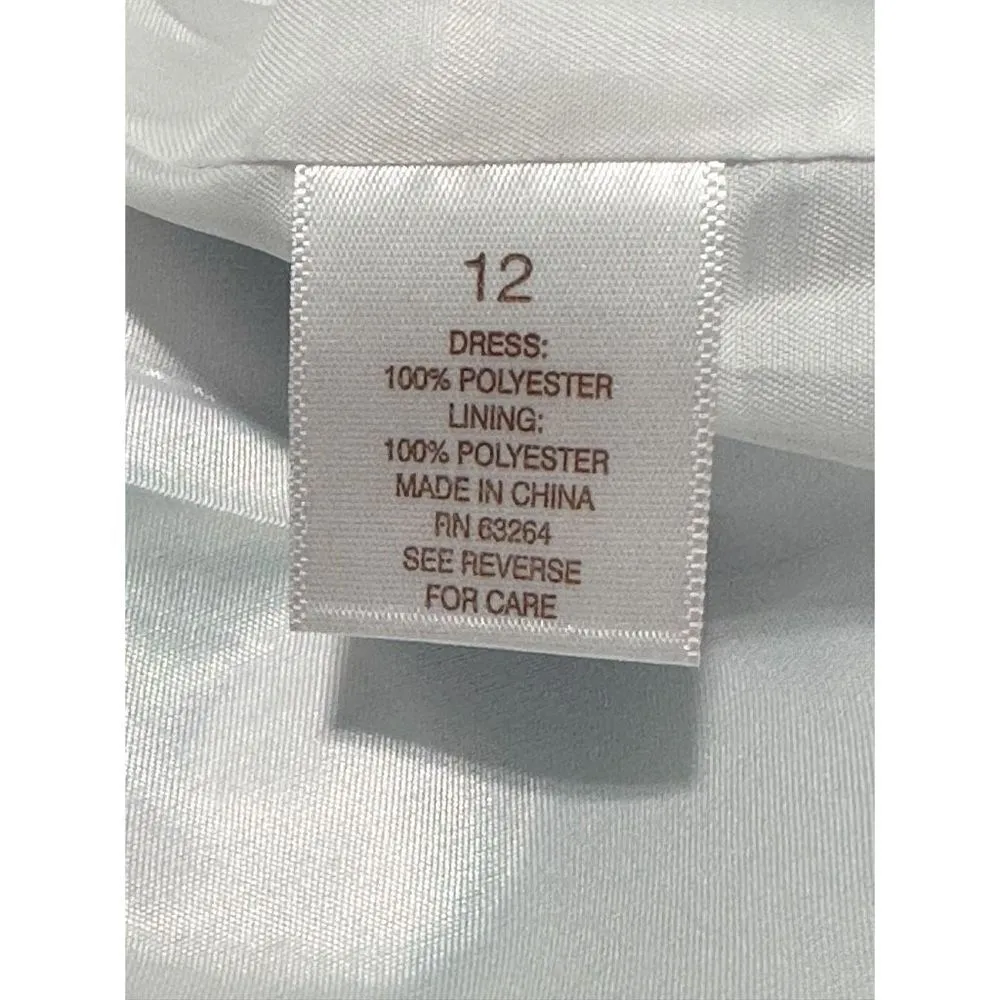 12
DRESS:
100% POLYESTER
LINING:
100% POLYESTER
MADE IN CHINA
RN 63264
SEE REVERSE
FOR CARE